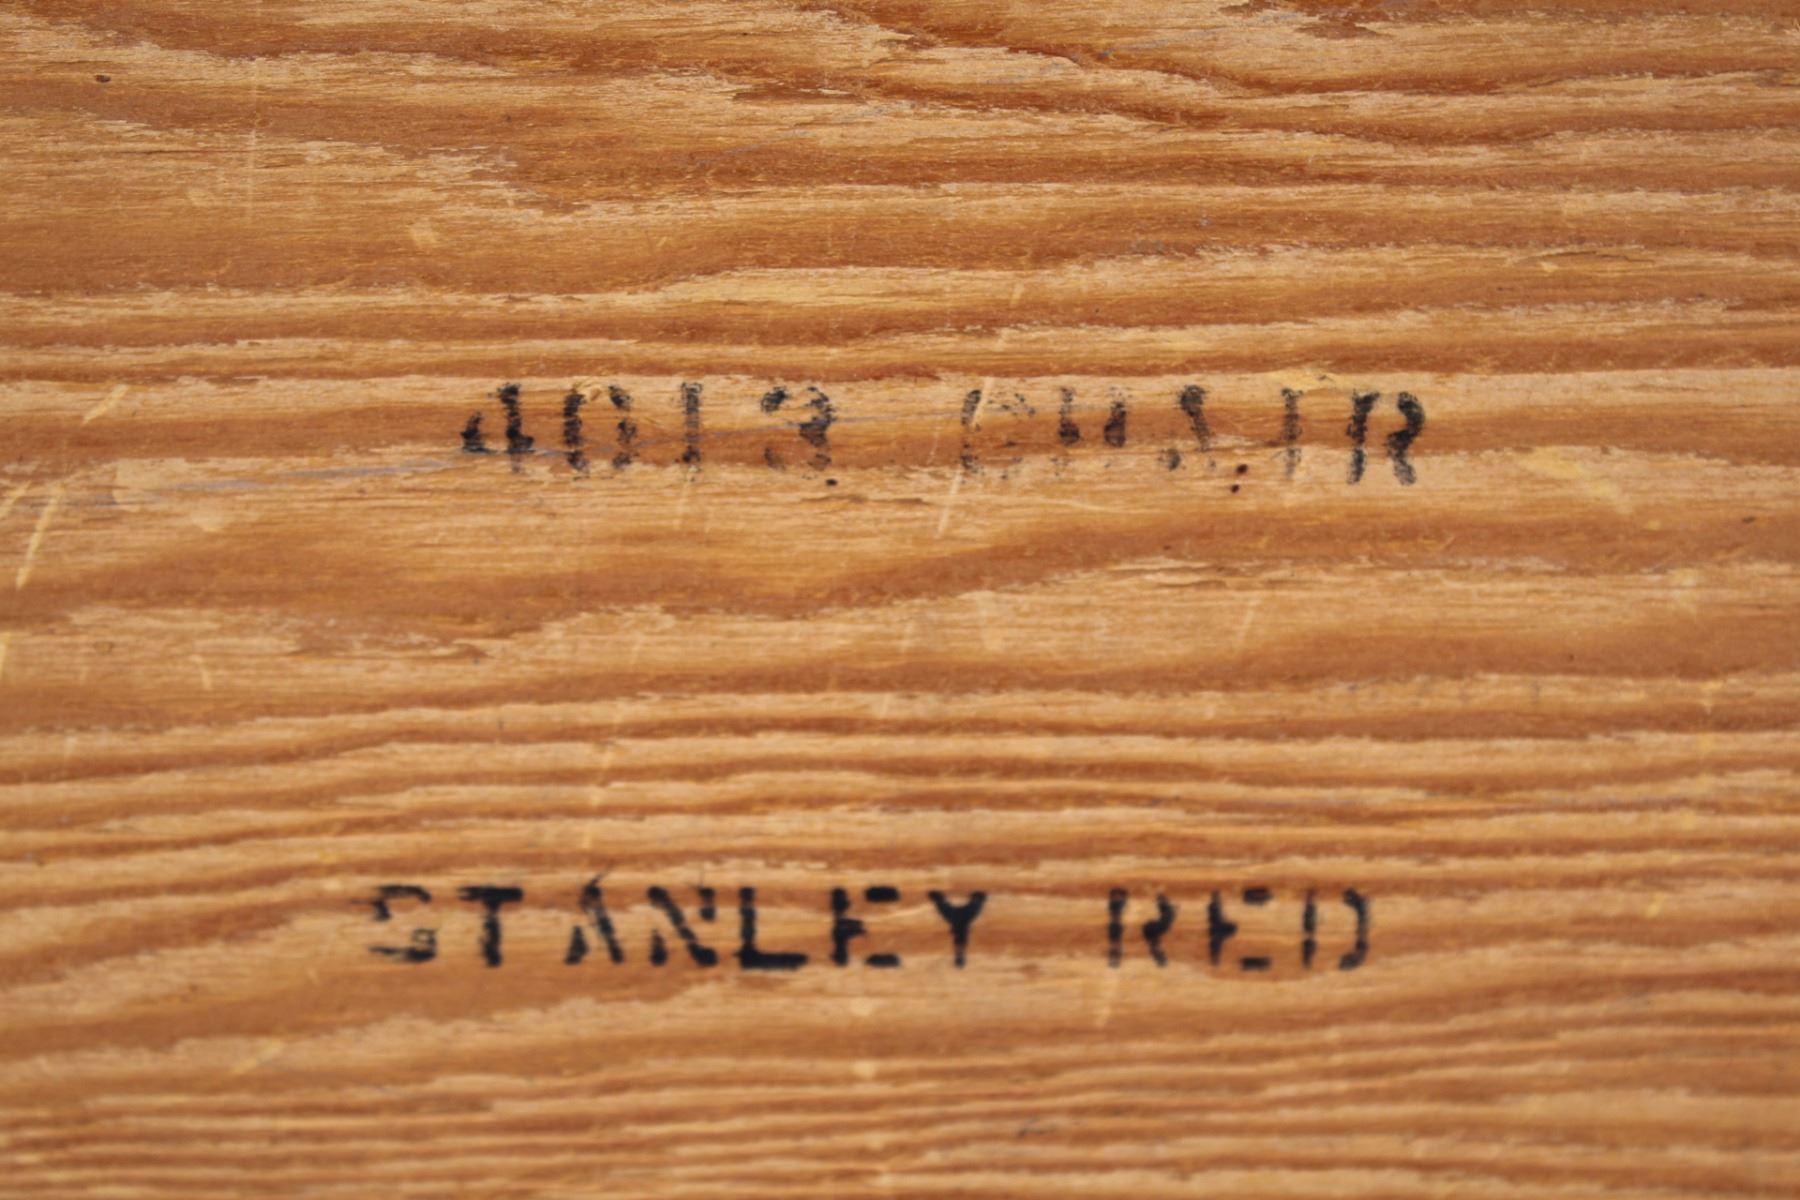 4013 CHAIR
STANLEY RED